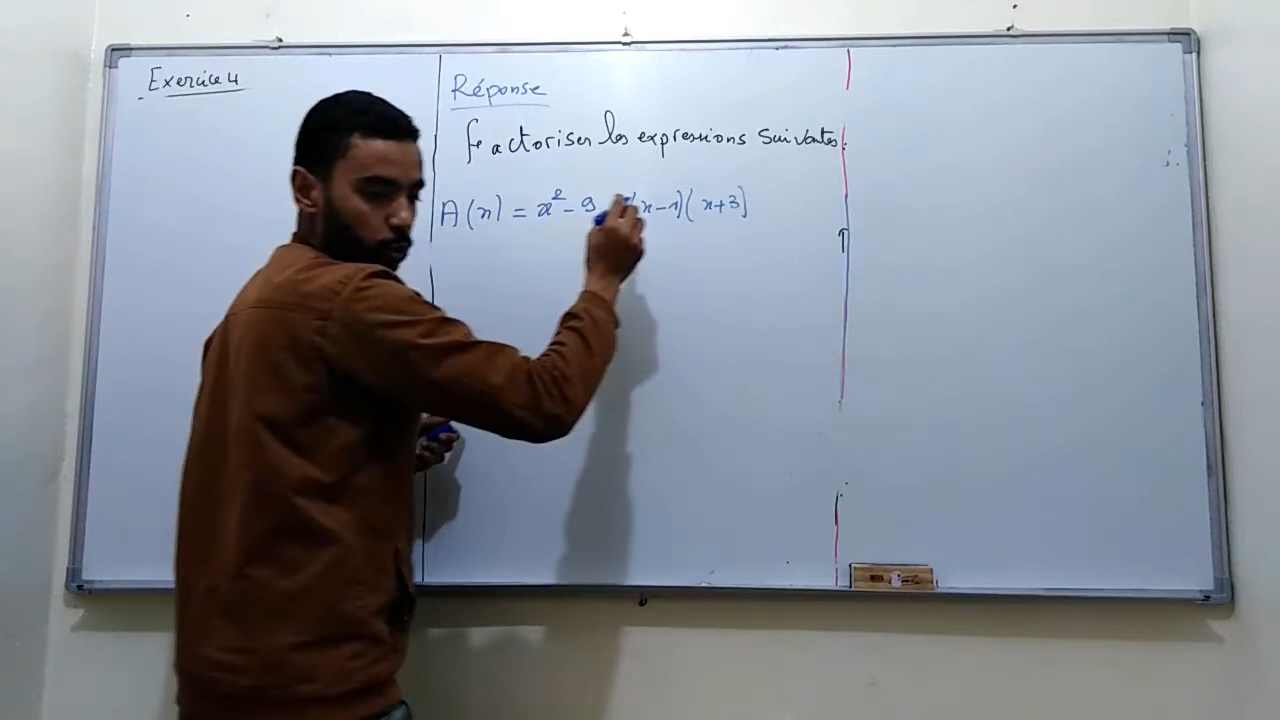 Exercice 4
Réponse
factoriser les expressions suivantes.
A(x) = x² - 9 (x-1)(x+3)